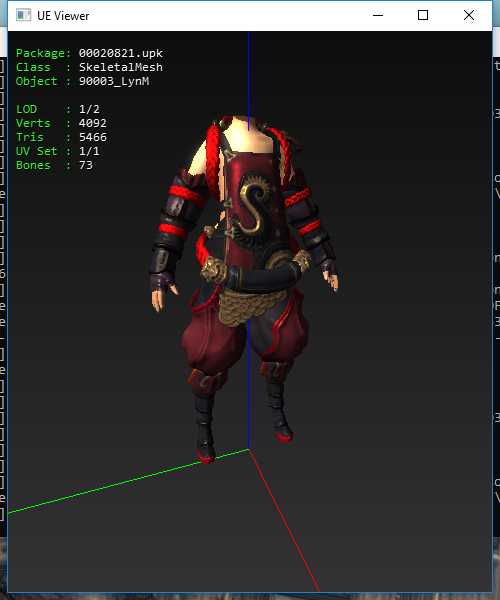 UE Viewer
Package: 00020821.upk
Class : SkeletalMesh
Object : 90003_LynM
LOD : 1/2
Verts : 4092
Tris : 5466
UV Set : 1/1
Bones : 73